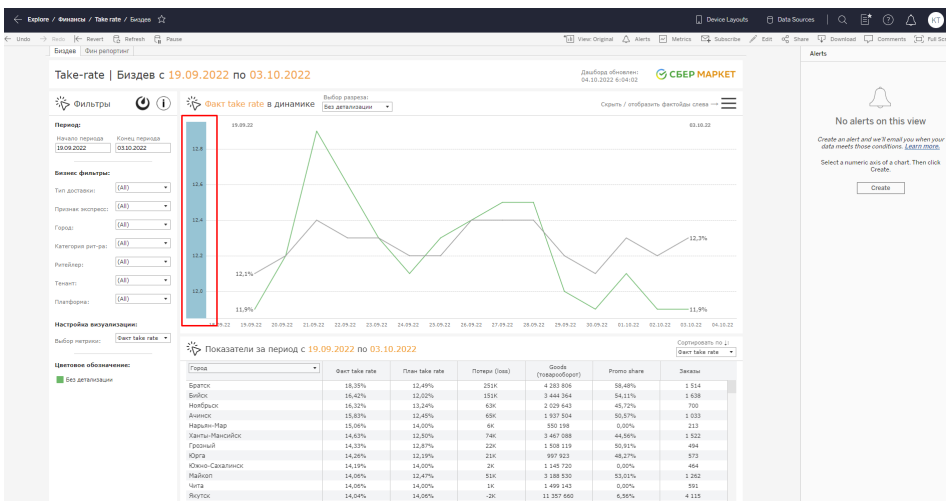 Explore / Финансы / Take rate / Биздев
Device Layouts
Data Sources
KT
Undo
Redo
Revert
Refresh
Pause
View: Original
Alerts
Metrics
Subscribe
Edit
Share
Download
Comments
Full Scr
Биздев
Фин репортинг
Alerts
Take-rate | Биздев с 19.09.2022 по 03.10.2022
Дашборд обновлен:
04.10.2022 6:04:02
СБЕР МАРКЕТ
Фильтры
Факт take rate в динамике
Выбор разреза:
Без детализации
Скрыть / отобразить фактоиды слева →
Период:
Начало периода
Конец периода
19.09.2022
03.10.2022
Бизнес фильтры:
Тип доставки:
(All)
Признак экспресс:
(All)
Город:
(All)
Категория рит-ра:
(All)
Ритейлер:
(All)
Тенант:
(All)
Платформа:
(All)
Настройка визуализации:
Выбор метрики:
Факт take rate
Цветовое обозначение:
Без детализации
19.09.22
03.10.22
12.8
12.6
12.4
12.2
12.0
12,1%
11,9%
12,3%
11,9%
18.09.22 19.09.22 20.09.22 21.09.22 22.09.22 23.09.22 24.09.22 25.09.22 26.09.22 27.09.22 28.09.22 29.09.22 30.09.22 01.10.22 02.10.22 03.10.22 04.10.22
No alerts on this view
Create an alert and we'll email you when your
data meets those conditions. Learn more.
Select a numeric axis of a chart. Then click
Create.
Create
Показатели за период с 19.09.2022 по 03.10.2022
Сортировать по ↓:
Факт take rate
Город Факт take rate План take rate Потери (loss) Goods (товарооборот) Promo share Заказы
Братск 18,35% 12,49% 251K 4 283 806 58,48% 1 514
Бийск 16,42% 12,02% 151K 3 444 364 54,11% 1 638
Ноябрьск 16,32% 13,24% 63K 2 029 643 45,72% 700
Ачинск 15,83% 12,45% 65K 1 937 504 50,57% 1 033
Нарьян-Мар 15,06% 14,00% 6K 550 198 0,00% 213
Ханты-Мансийск 14,63% 12,50% 74K 3 467 088 44,56% 1 522
Грозный 14,33% 12,87% 22K 1 508 119 50,91% 494
Юрга 14,26% 12,19% 21K 997 923 48,27% 573
Южно-Сахалинск 14,19% 14,00% 2K 1 145 720 0,00% 464
Майкоп 14,06% 12,47% 51K 3 188 530 53,01% 1 262
Чита 14,06% 14,00% 1K 1 499 143 0,00% 591
Якутск 14,04% 14,06% -2K 11 357 660 6,56% 4 115